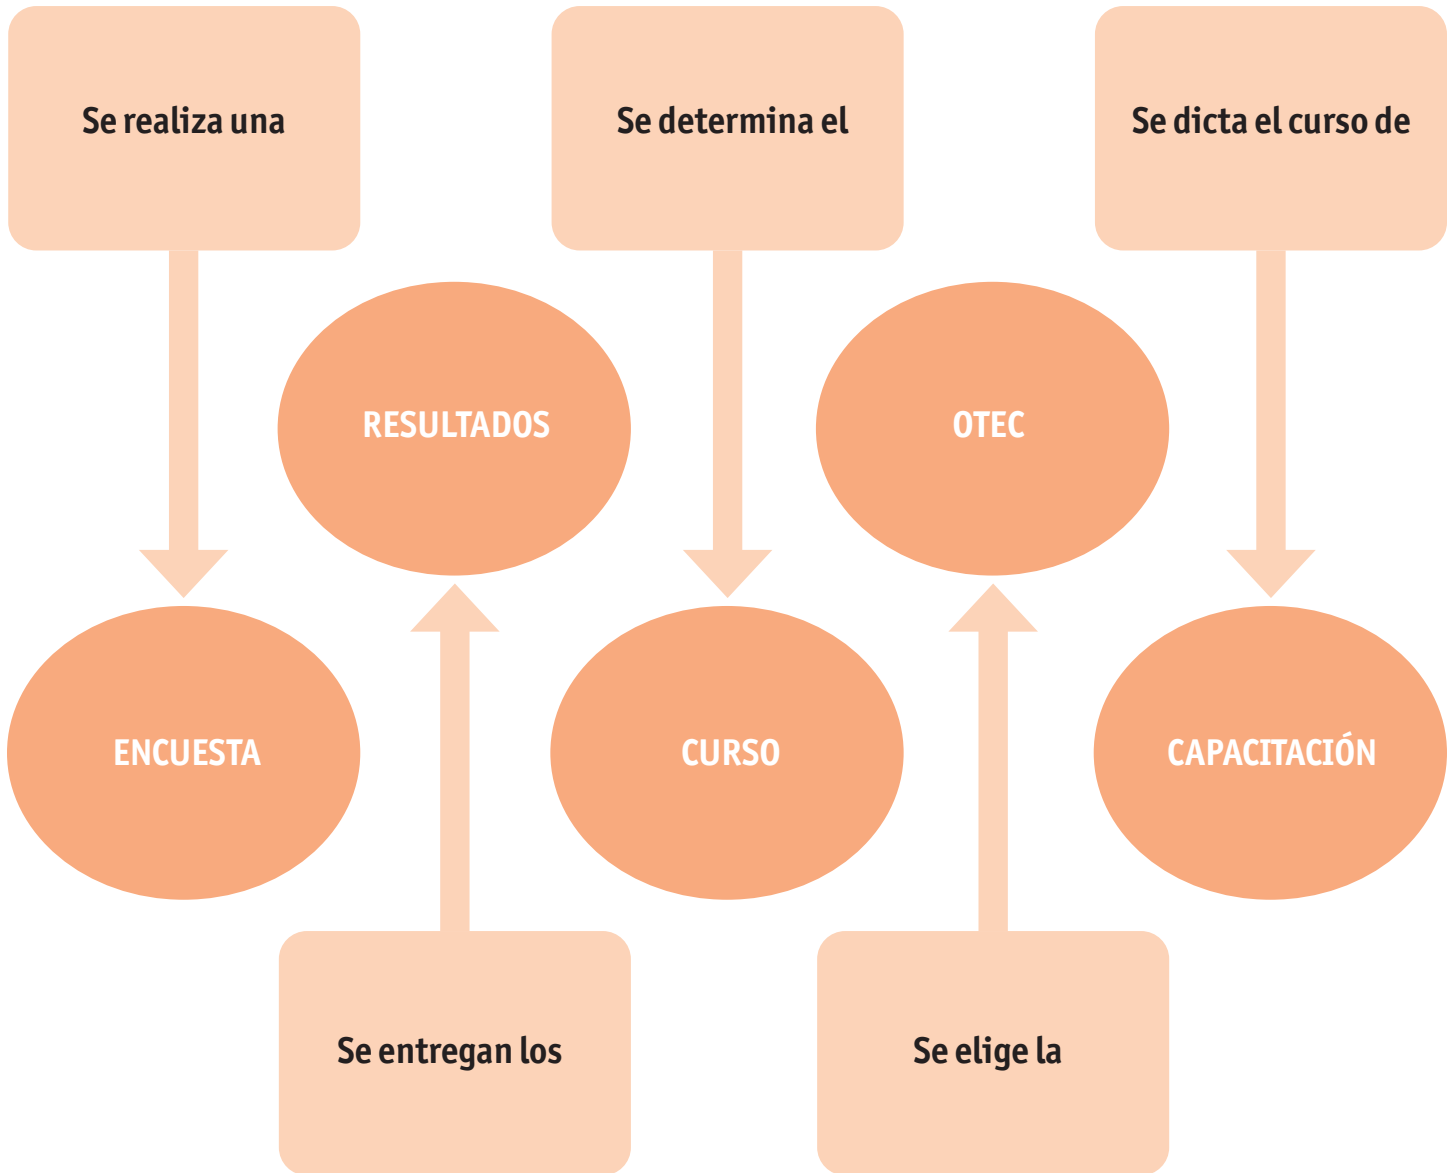 Se realiza una
Se determina el
Se dicta el curso de
RESULTADOS
OTEC
ENCUESTA
CURSO
CAPACITACIÓN
Se entregan los
Se elige la